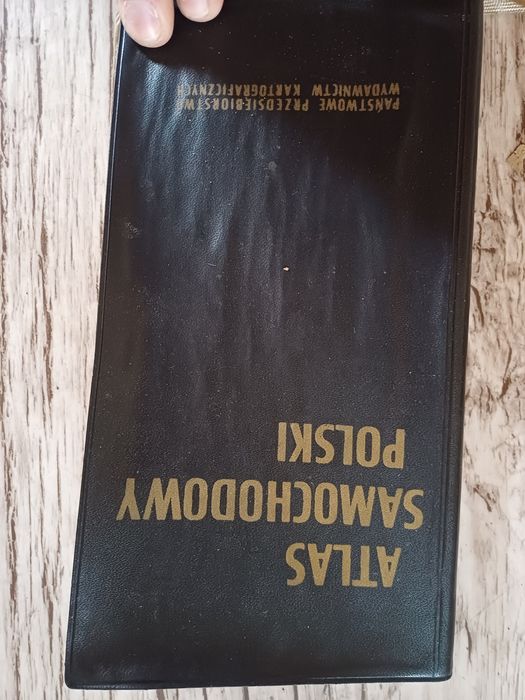 ATLAS
SAMOCHODOWY
POLSKI
PAŃSTWOWE PRZEDSIĘBIORSTWO
WYDAWNICTW KARTOGRAFICZNYCH